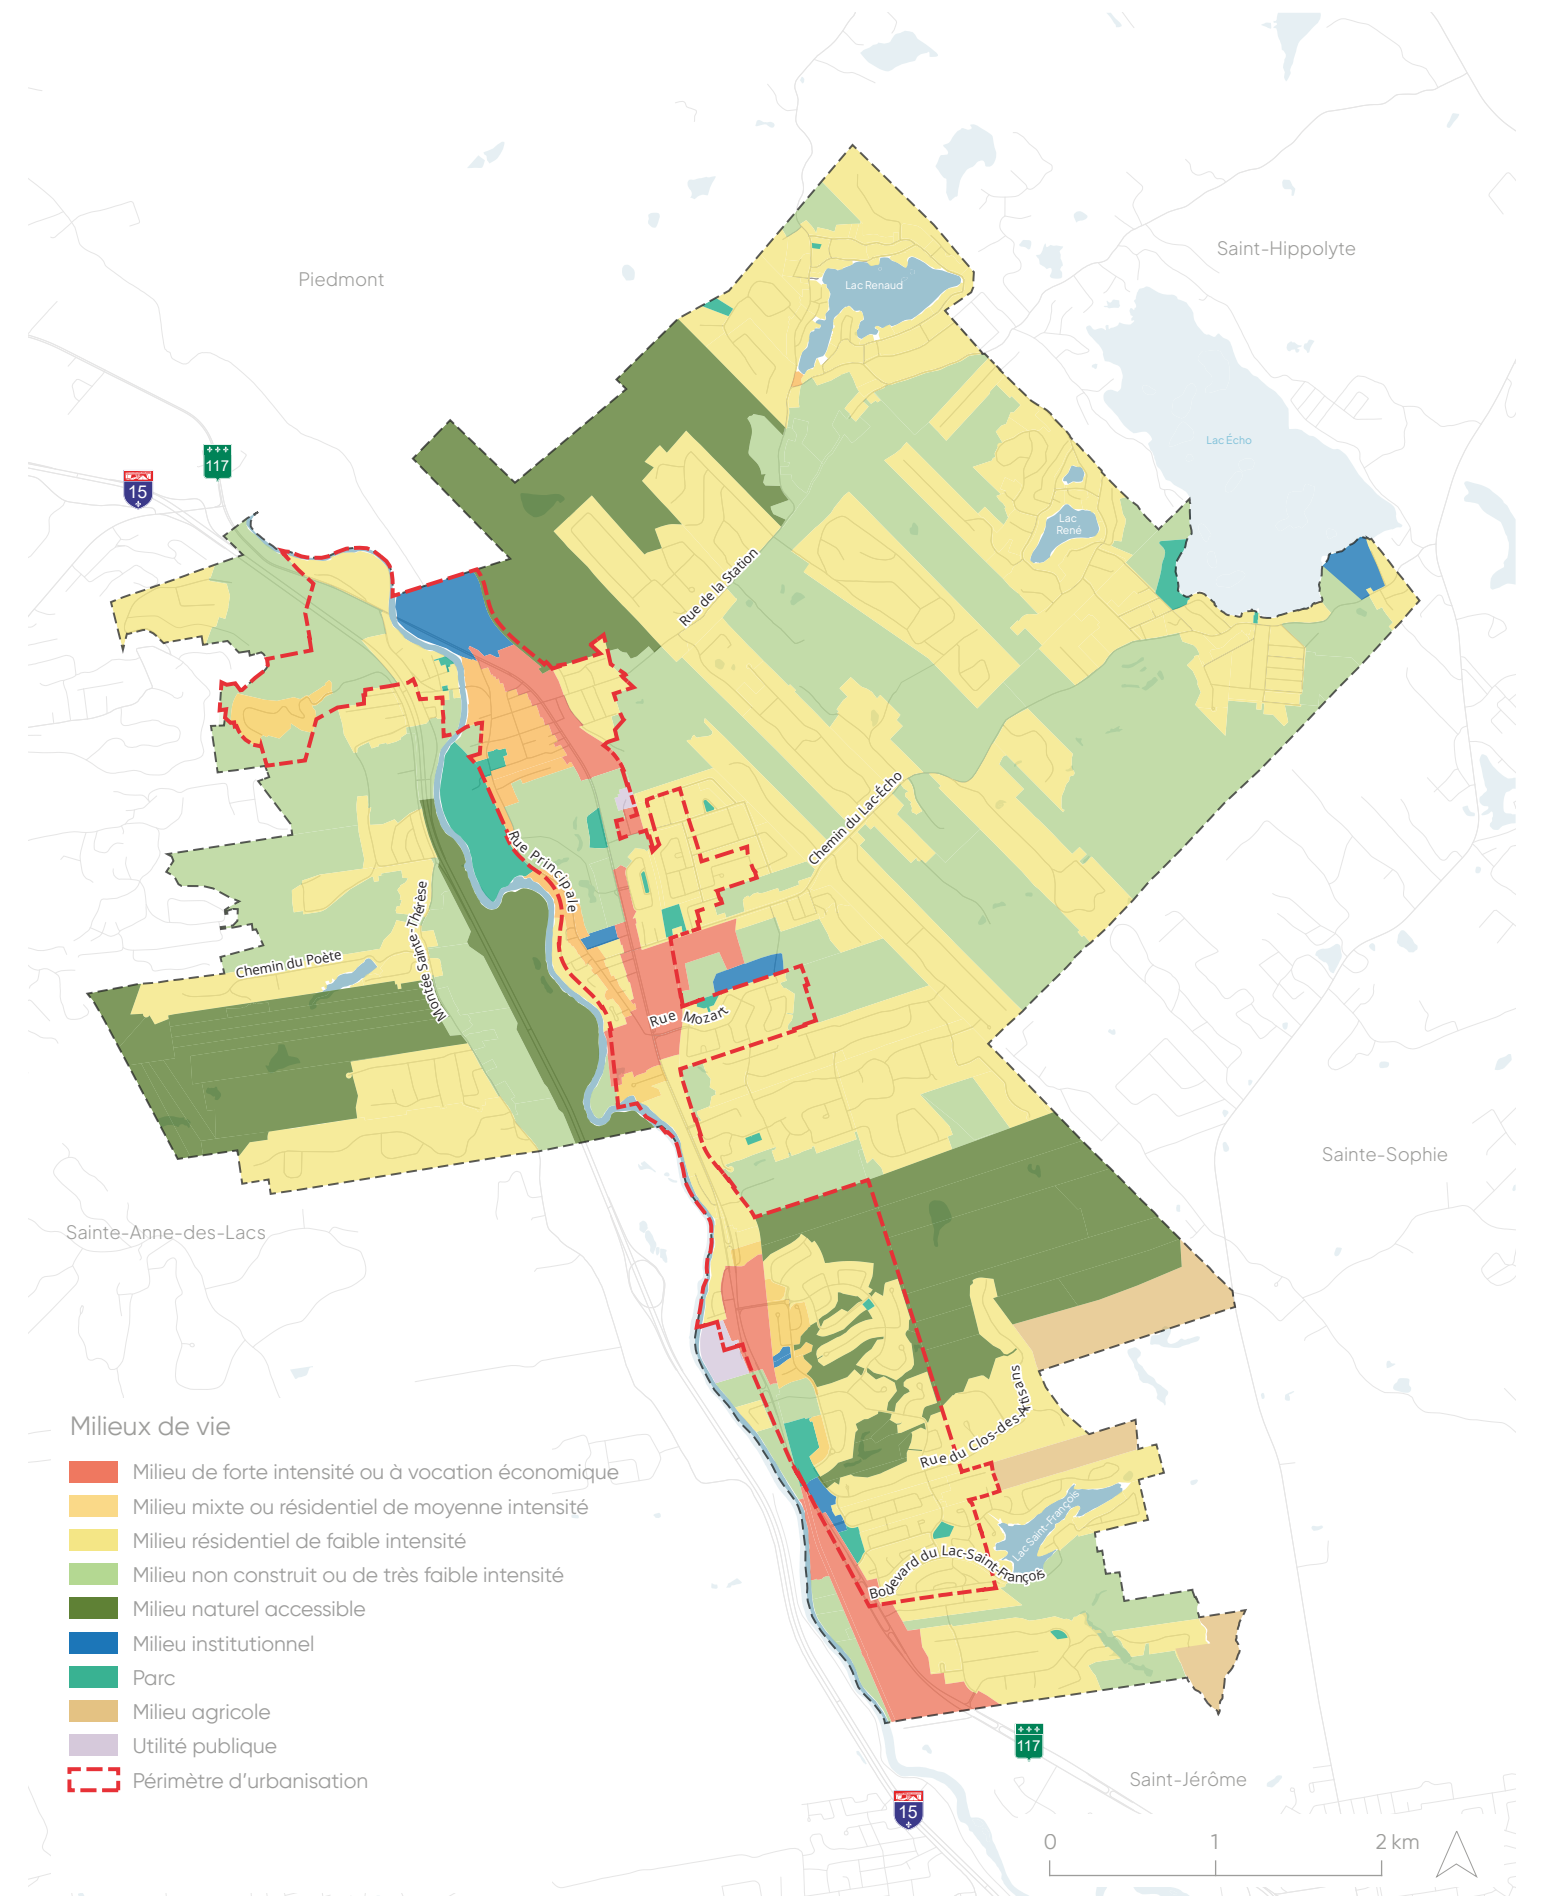 Saint-Hippolyte
Piedmont
Lac Renaud
Lac Écho
117
15
Lac
René
Rue de la Station
Chemin du Lac-Écho
Rue Principale
Montée Sainte-Thérèse
Chemin du Poète
Rue Mozart
Sainte-Sophie
Sainte-Anne-des-Lacs
Rue du Clos-des-Artisans
Lac Saint-François
Boulevard du Lac-Saint-François
Milieux de vie
Milieu de forte intensité ou à vocation économique
Milieu mixte ou résidentiel de moyenne intensité
Milieu résidentiel de faible intensité
Milieu non construit ou de très faible intensité
Milieu naturel accessible
Milieu institutionnel
Parc
Milieu agricole
Utilité publique
Périmètre d’urbanisation
117
Saint-Jérôme
15
0 1 2 km